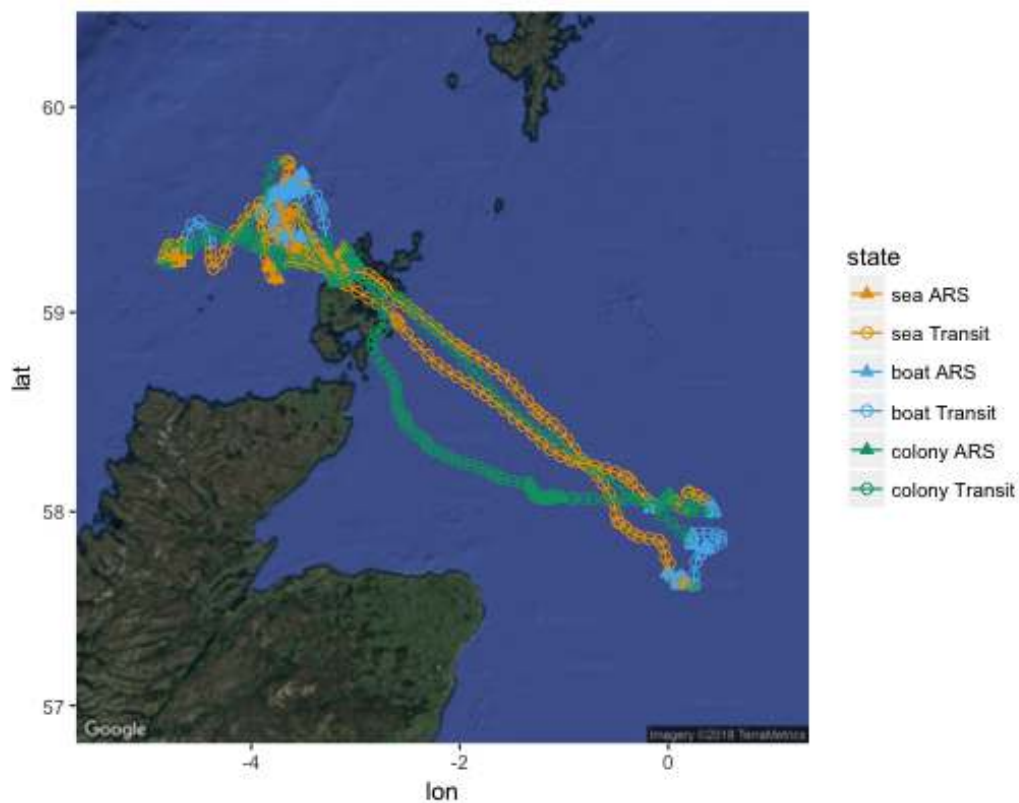 60
59
58
57
lat
-4
-2
0
lon
Google
Imagery ©2018 TerraMetrics
state
sea ARS
sea Transit
boat ARS
boat Transit
colony ARS
colony Transit